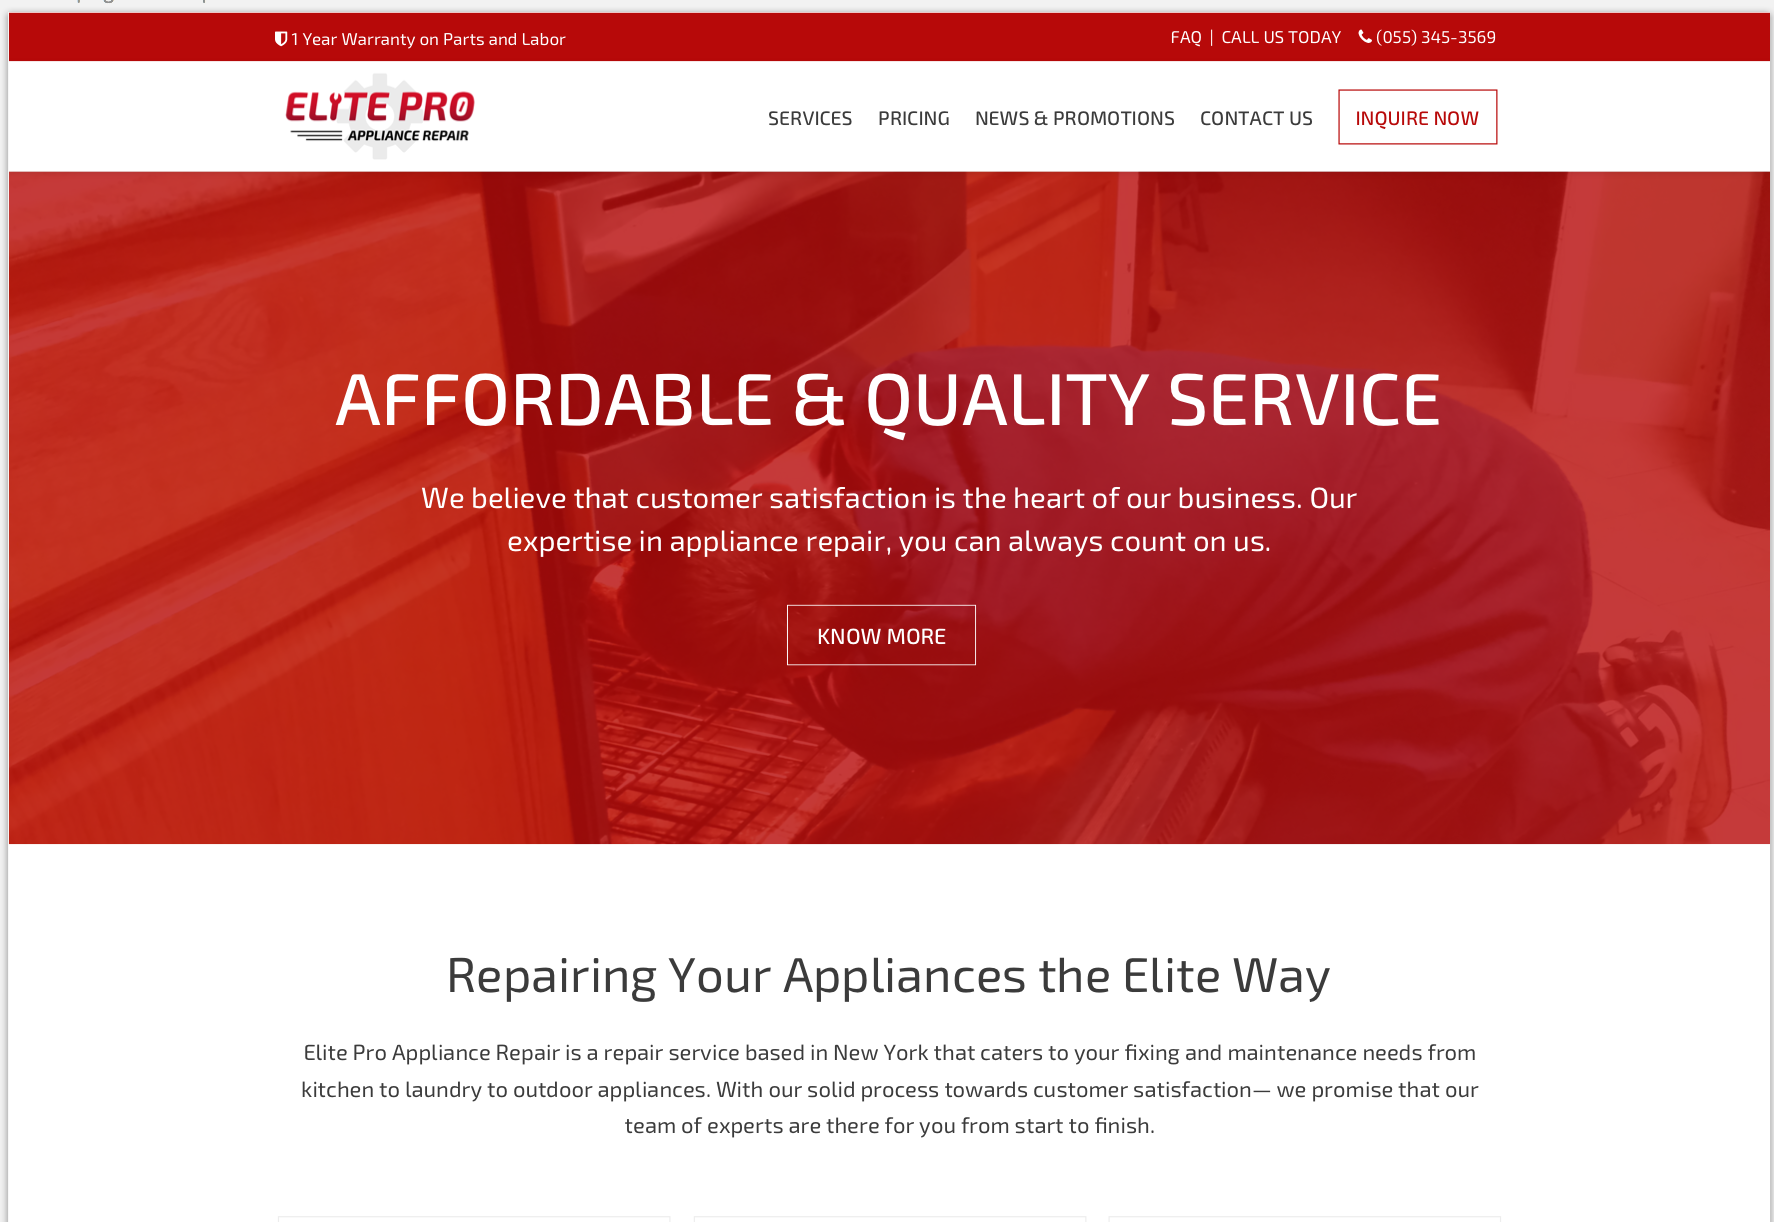 1 Year Warranty on Parts and Labor
FAQ | CALL US TODAY (055) 345-3569
ELITE PRO
APPLIANCE REPAIR
SERVICES PRICING NEWS & PROMOTIONS CONTACT US INQUIRE NOW
AFFORDABLE & QUALITY SERVICE
We believe that customer satisfaction is the heart of our business. Our
expertise in appliance repair, you can always count on us.
KNOW MORE
Repairing Your Appliances the Elite Way
Elite Pro Appliance Repair is a repair service based in New York that caters to your fixing and maintenance needs from
kitchen to laundry to outdoor appliances. With our solid process towards customer satisfaction— we promise that our
team of experts are there for you from start to finish.